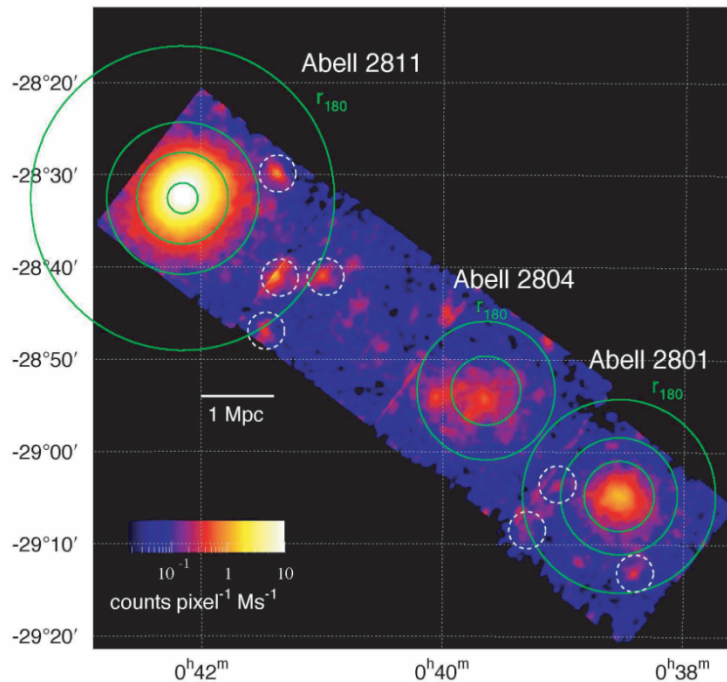 Abell 2811
r180
-28°20′
-28°30′
-28°40′
Abell 2804
r180
-28°50′
Abell 2801
r180
1 Mpc
-29°00′
-29°10′
10⁻¹ 1 10
counts pixel⁻¹ Ms⁻¹
-29°20′
0ʰ42ᵐ 0ʰ40ᵐ 0ʰ38ᵐ